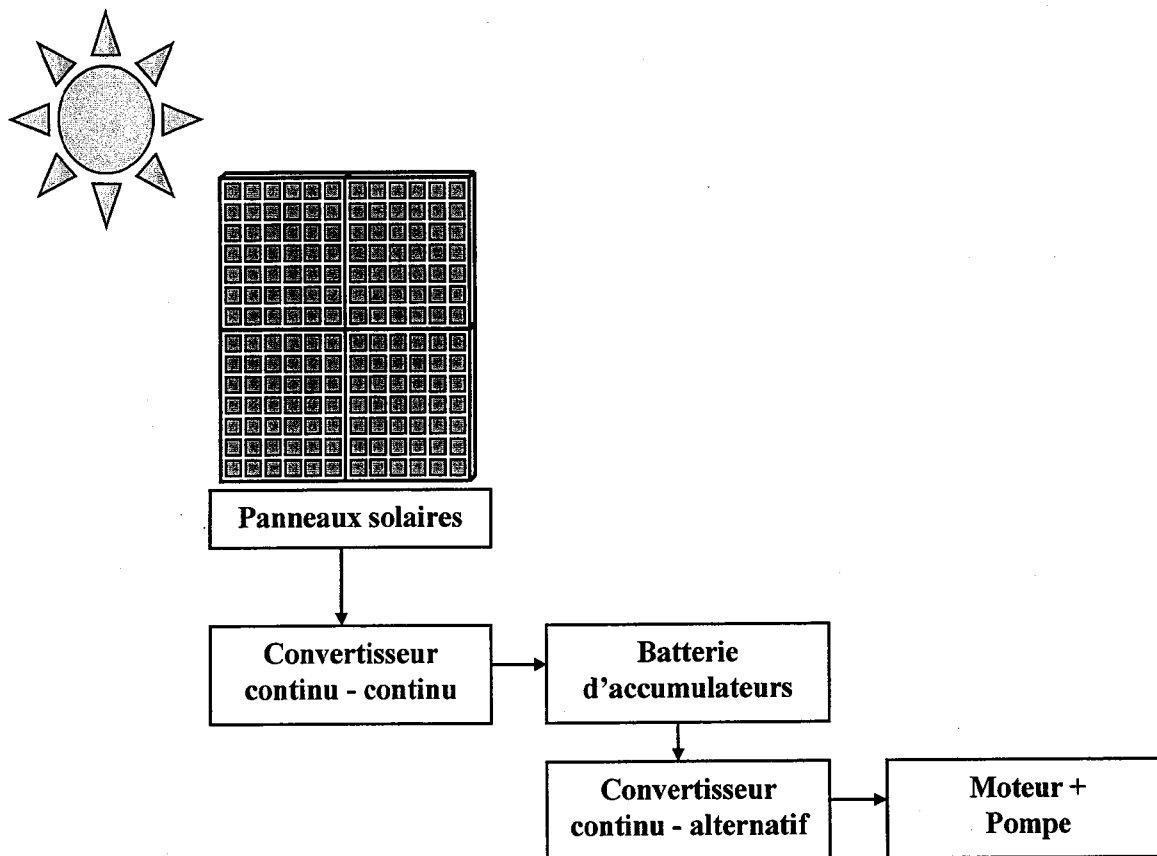 Panneaux solaires
Convertisseur
continu - continu
Batterie
d'accumulateurs
Convertisseur
continu - alternatif
Moteur +
Pompe